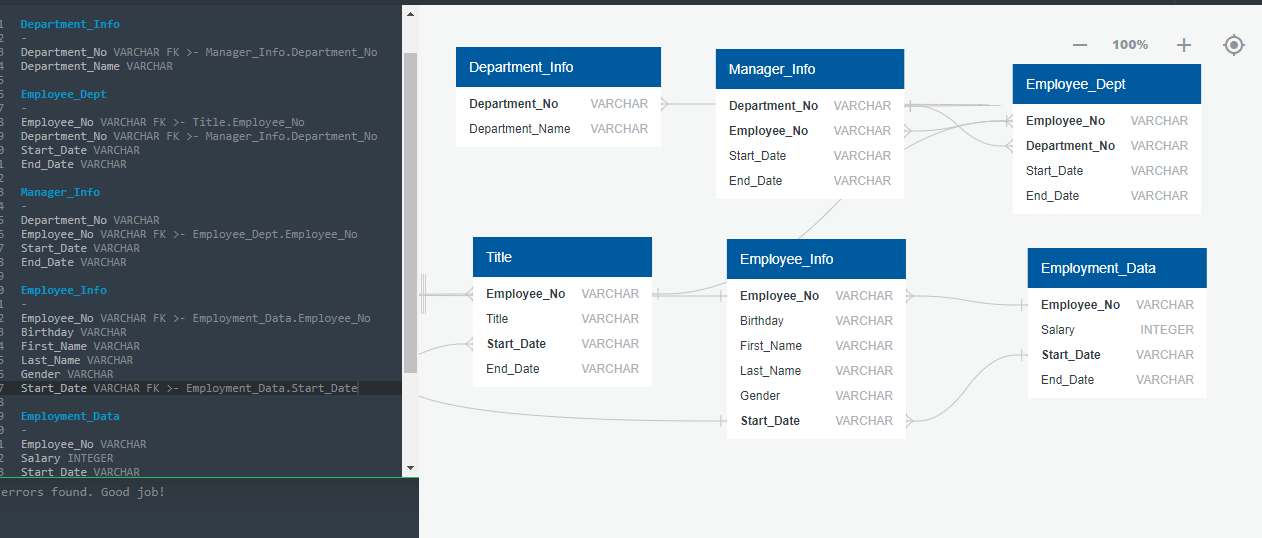 1 Department_Info
2 -
3 Department_No VARCHAR FK >- Manager_Info.Department_No
4 Department_Name VARCHAR
5
6 Employee_Dept
7 -
8 Employee_No VARCHAR FK >- Title.Employee_No
9 Department_No VARCHAR FK >- Manager_Info.Department_No
0 Start_Date VARCHAR
1 End_Date VARCHAR
2
3 Manager_Info
4 -
5 Department_No VARCHAR
6 Employee_No VARCHAR FK >- Employee_Dept.Employee_No
7 Start_Date VARCHAR
8 End_Date VARCHAR
9
0 Employee_Info
1 -
2 Employee_No VARCHAR FK >- Employment_Data.Employee_No
3 Birthday VARCHAR
4 First_Name VARCHAR
5 Last_Name VARCHAR
6 Gender VARCHAR
7 Start_Date VARCHAR FK >- Employment_Data.Start_Date
8
9 Employment_Data
0 -
1 Employee_No VARCHAR
2 Salary INTEGER
3 Start_Date VARCHAR
errors found. Good job!
100%
Department_Info
Department_No VARCHAR
Department_Name VARCHAR
Manager_Info
Department_No VARCHAR
Employee_No VARCHAR
Start_Date VARCHAR
End_Date VARCHAR
Employee_Dept
Employee_No VARCHAR
Department_No VARCHAR
Start_Date VARCHAR
End_Date VARCHAR
Title
Employee_No VARCHAR
Title VARCHAR
Start_Date VARCHAR
End_Date VARCHAR
Employee_Info
Employee_No VARCHAR
Birthday VARCHAR
First_Name VARCHAR
Last_Name VARCHAR
Gender VARCHAR
Start_Date VARCHAR
Employment_Data
Employee_No VARCHAR
Salary INTEGER
Start_Date VARCHAR
End_Date VARCHAR